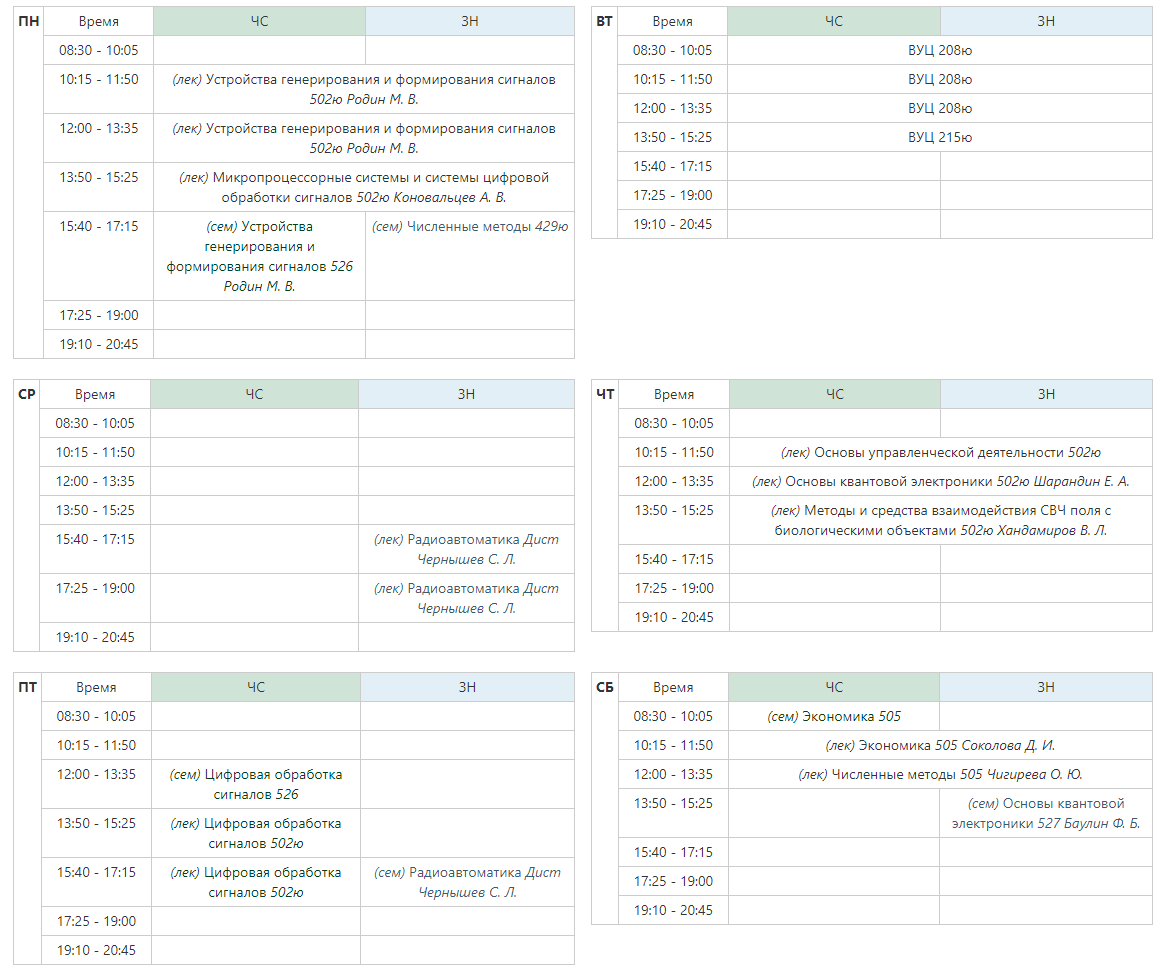 ПН Время ЧС ЗН
08:30 - 10:05
10:15 - 11:50 (лек) Устройства генерирования и формирования сигналов
502ю Родин М. В.
12:00 - 13:35 (лек) Устройства генерирования и формирования сигналов
502ю Родин М. В.
13:50 - 15:25 (лек) Микропроцессорные системы и системы цифровой
обработки сигналов 502ю Коновальцев А. В.
15:40 - 17:15 (сем) Устройства (сем) Численные методы 429ю
генерирования и
формирования сигналов 526
Родин М. В.
17:25 - 19:00
19:10 - 20:45
ВТ Время ЧС ЗН
08:30 - 10:05 ВУЦ 208ю
10:15 - 11:50 ВУЦ 208ю
12:00 - 13:35 ВУЦ 208ю
13:50 - 15:25 ВУЦ 215ю
15:40 - 17:15
17:25 - 19:00
19:10 - 20:45
СР Время ЧС ЗН
08:30 - 10:05
10:15 - 11:50
12:00 - 13:35
13:50 - 15:25
15:40 - 17:15 (лек) Радиоавтоматика Дист
Чернышев С. Л.
17:25 - 19:00 (лек) Радиоавтоматика Дист
Чернышев С. Л.
19:10 - 20:45
ЧТ Время ЧС ЗН
08:30 - 10:05
10:15 - 11:50 (лек) Основы управленческой деятельности 502ю
12:00 - 13:35 (лек) Основы квантовой электроники 502ю Шарандин Е. А.
13:50 - 15:25 (лек) Методы и средства взаимодействия СВЧ поля с
биологическими объектами 502ю Хандамиров В. Л.
15:40 - 17:15
17:25 - 19:00
19:10 - 20:45
ПТ Время ЧС ЗН
08:30 - 10:05
10:15 - 11:50
12:00 - 13:35 (сем) Цифровая обработка
сигналов 526
13:50 - 15:25 (лек) Цифровая обработка
сигналов 502ю
15:40 - 17:15 (лек) Цифровая обработка (сем) Радиоавтоматика Дист
сигналов 502ю Чернышев С. Л.
17:25 - 19:00
19:10 - 20:45
СБ Время ЧС ЗН
08:30 - 10:05 (сем) Экономика 505
10:15 - 11:50 (лек) Экономика 505 Соколова Д. И.
12:00 - 13:35 (лек) Численные методы 505 Чигирева О. Ю.
13:50 - 15:25 (сем) Основы квантовой
электроники 527 Баулин Ф. Б.
15:40 - 17:15
17:25 - 19:00
19:10 - 20:45